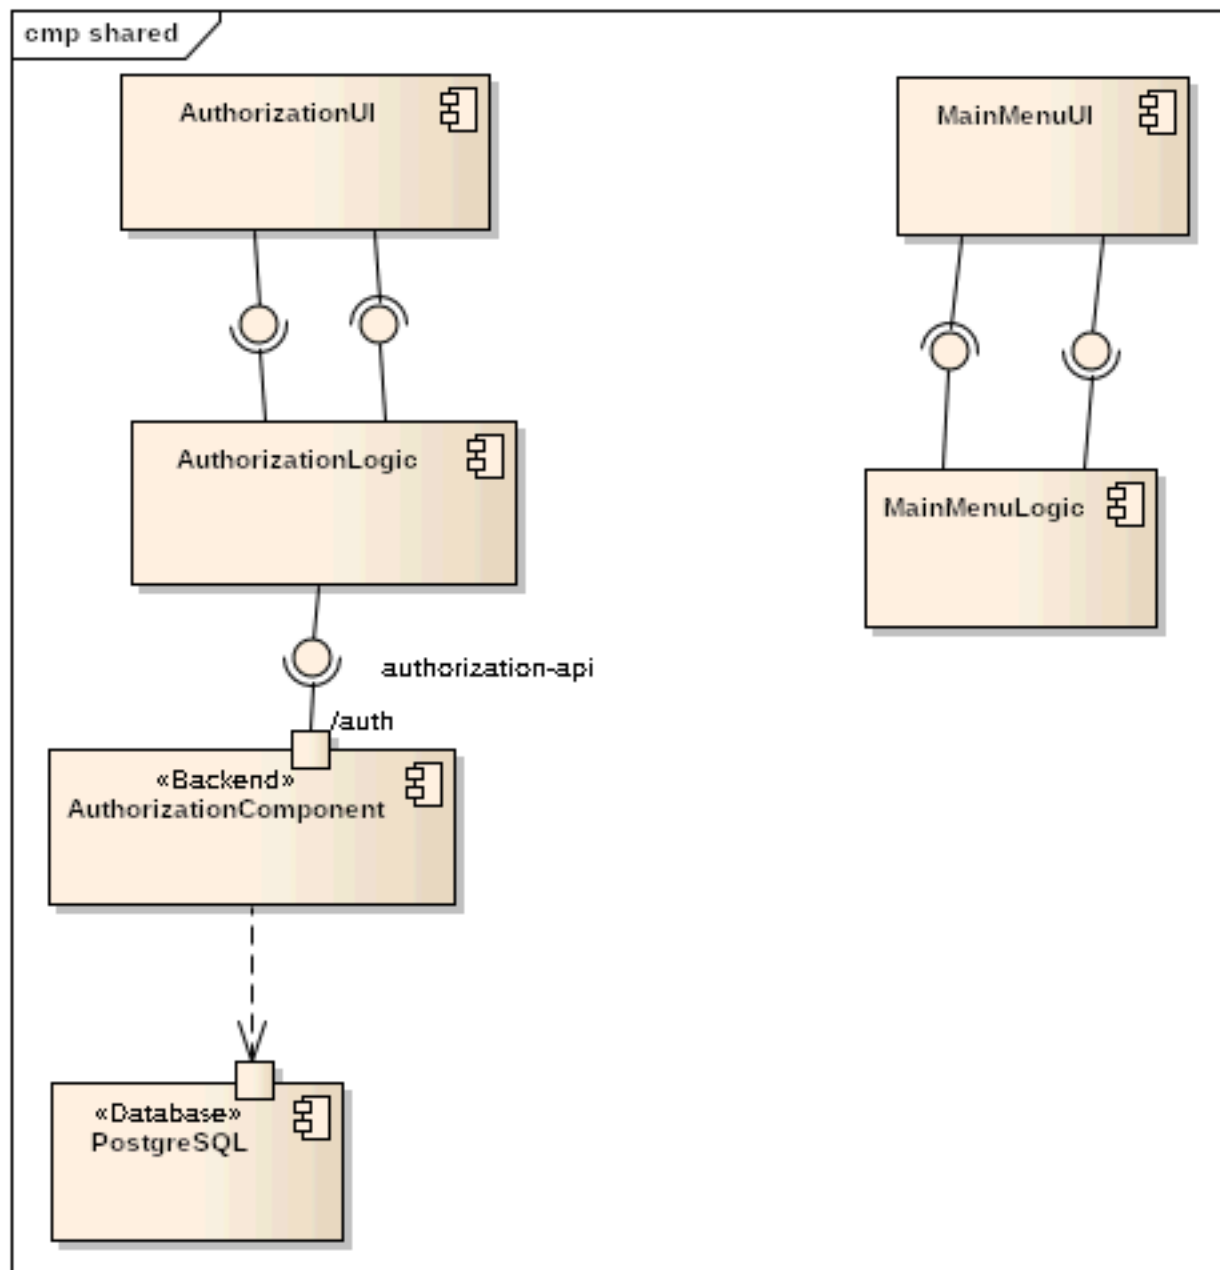 cmp shared
AuthorizationUI
MainMenuUI
AuthorizationLogic
MainMenuLogic
authorization-api
/auth
«Backend»
AuthorizationComponent
«Database»
PostgreSQL